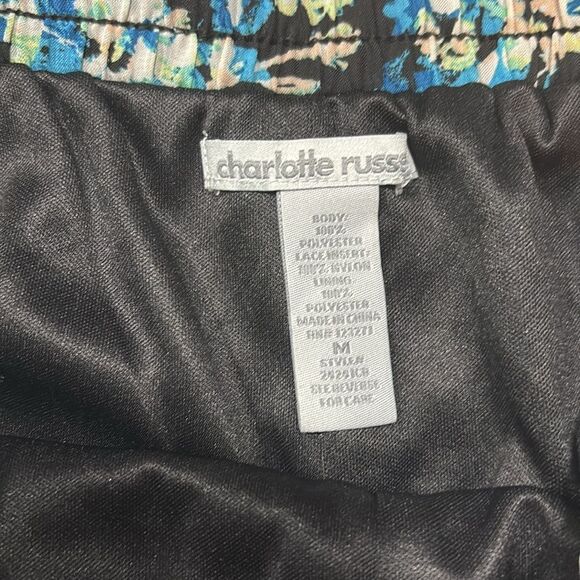 charlotte russe
BODY:
100%
POLYESTER
LACE INSERT:
100% NYLON
LINING:
100%
POLYESTER
MADE IN CHINA
RN# 123271
M
STYLE#
SEE REVERSE
FOR CARE